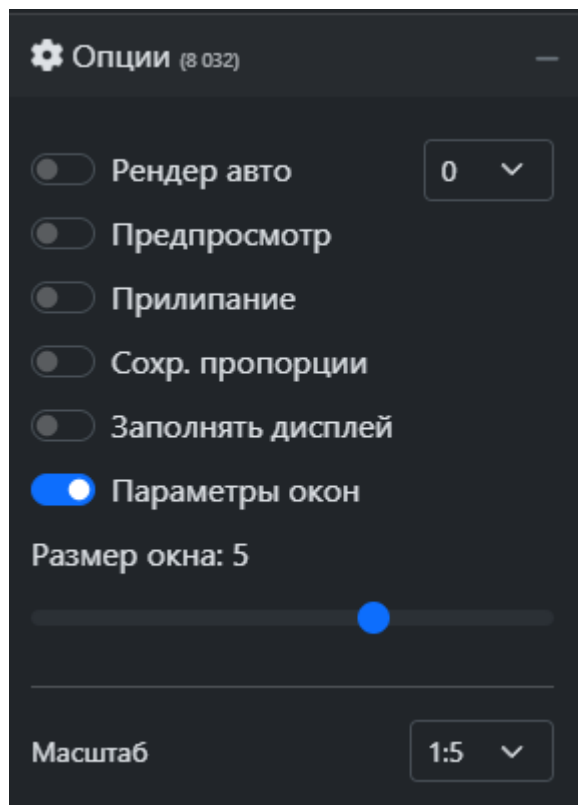 Опции (8 032)
Рендер авто 0
Предпросмотр
Прилипание
Сохр. пропорции
Заполнять дисплей
Параметры окон
Размер окна: 5
Масштаб 1:5